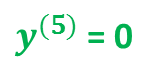 y⁽⁵⁾ = 0